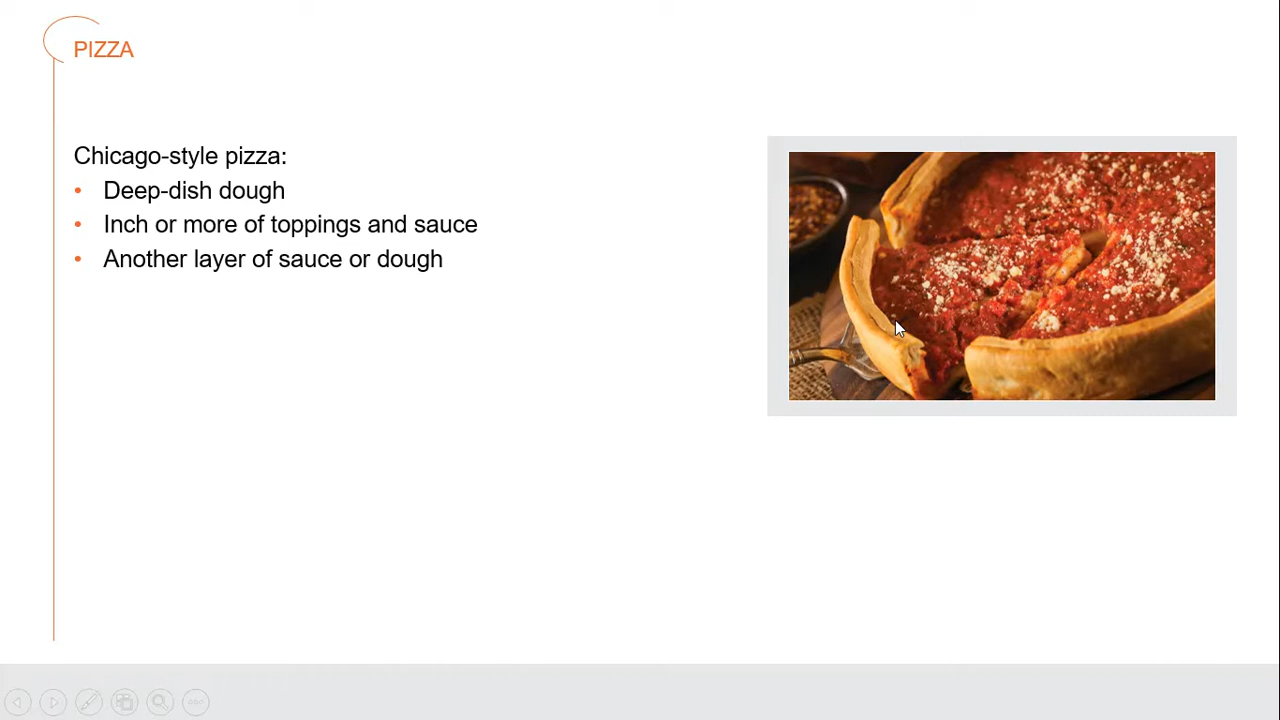 PIZZA
Chicago-style pizza:
• Deep-dish dough
• Inch or more of toppings and sauce
• Another layer of sauce or dough